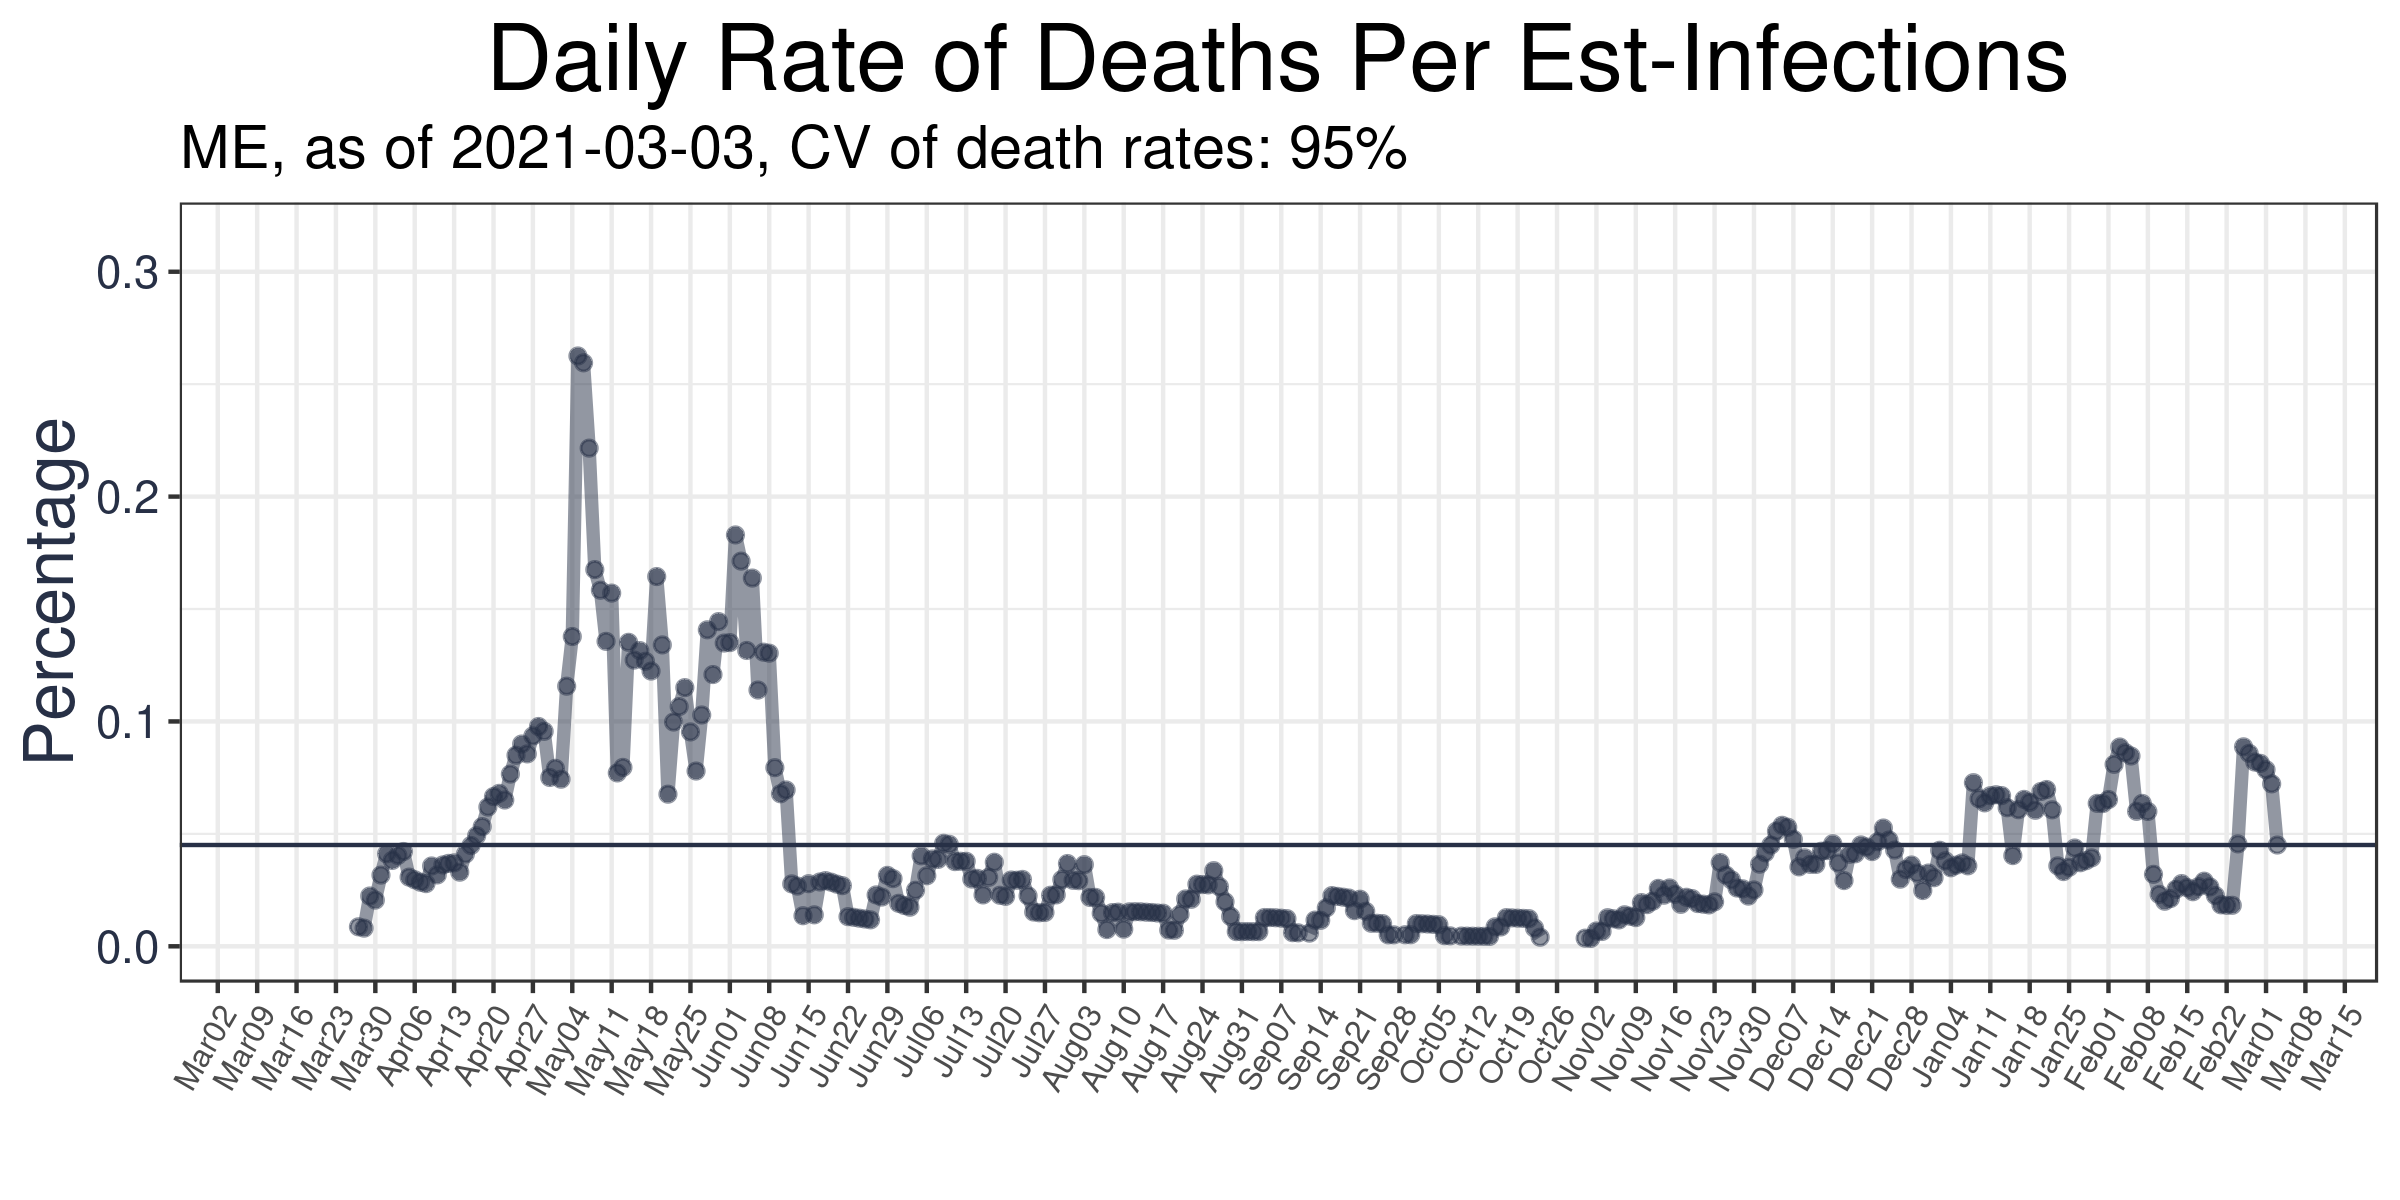 Daily Rate of Deaths Per Est-Infections
ME, as of 2021-03-03, CV of death rates: 95%
Percentage
0.3
0.2
0.1
0.0
Mar02
Mar09
Mar16
Mar23
Mar30
Apr06
Apr13
Apr20
Apr27
May04
May11
May18
May25
Jun01
Jun08
Jun15
Jun22
Jun29
Jul06
Jul13
Jul20
Jul27
Aug03
Aug10
Aug17
Aug24
Aug31
Sep07
Sep14
Sep21
Sep28
Oct05
Oct12
Oct19
Oct26
Nov02
Nov09
Nov16
Nov23
Nov30
Dec07
Dec14
Dec21
Dec28
Jan04
Jan11
Jan18
Jan25
Feb01
Feb08
Feb15
Feb22
Mar01
Mar08
Mar15